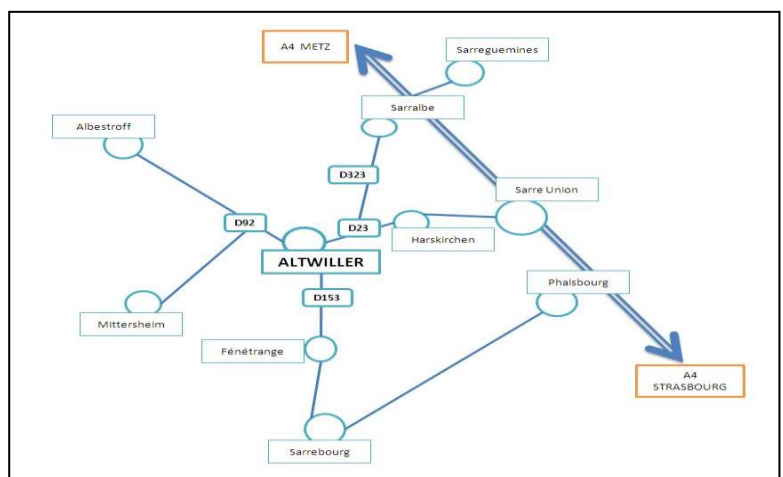 A4 METZ
Sarreguemines
Sarralbe
Albestroff
D323
Sarre Union
D92
D23
Harskirchen
ALTWILLER
Phalsbourg
D153
Mittersheim
Fénétrange
A4
STRASBOURG
Sarrebourg